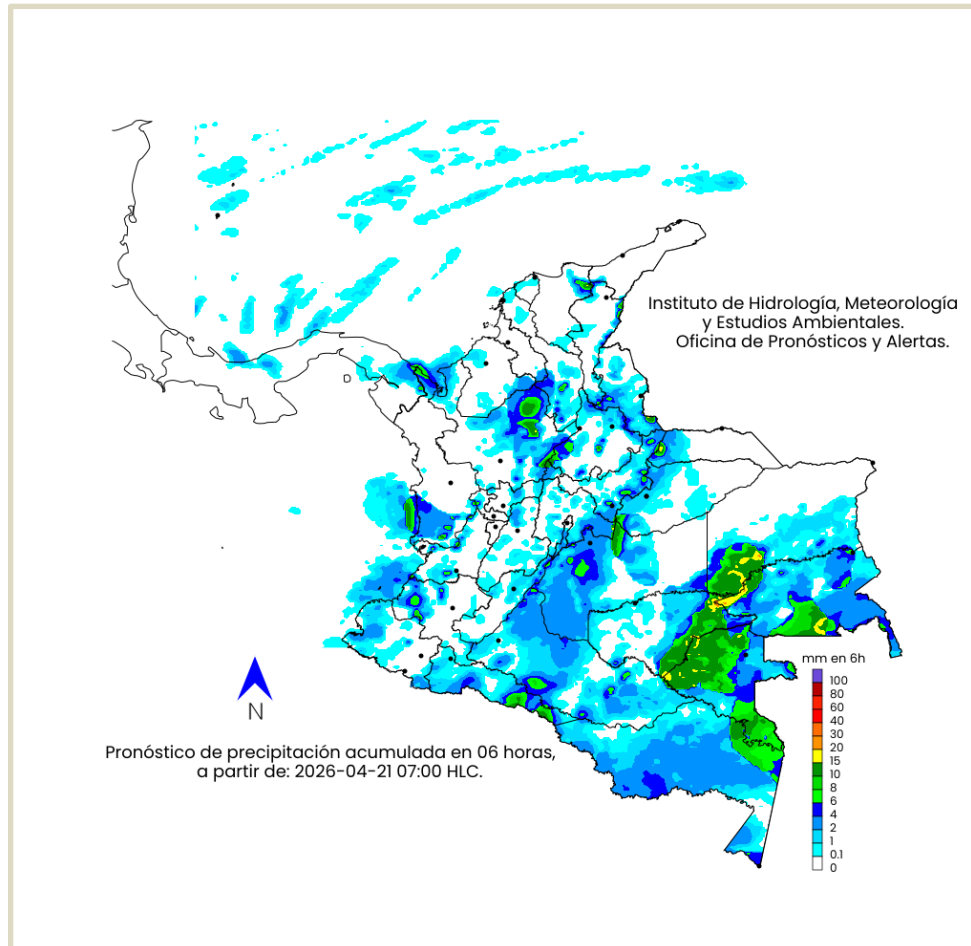 Instituto de Hidrología, Meteorología
y Estudios Ambientales.
Oficina de Pronósticos y Alertas.
mm en 6h
100
80
60
40
30
20
15
10
8
6
4
2
1
0.1
0
N
Pronóstico de precipitación acumulada en 06 horas,
a partir de: 2026-04-21 07:00 HLC.